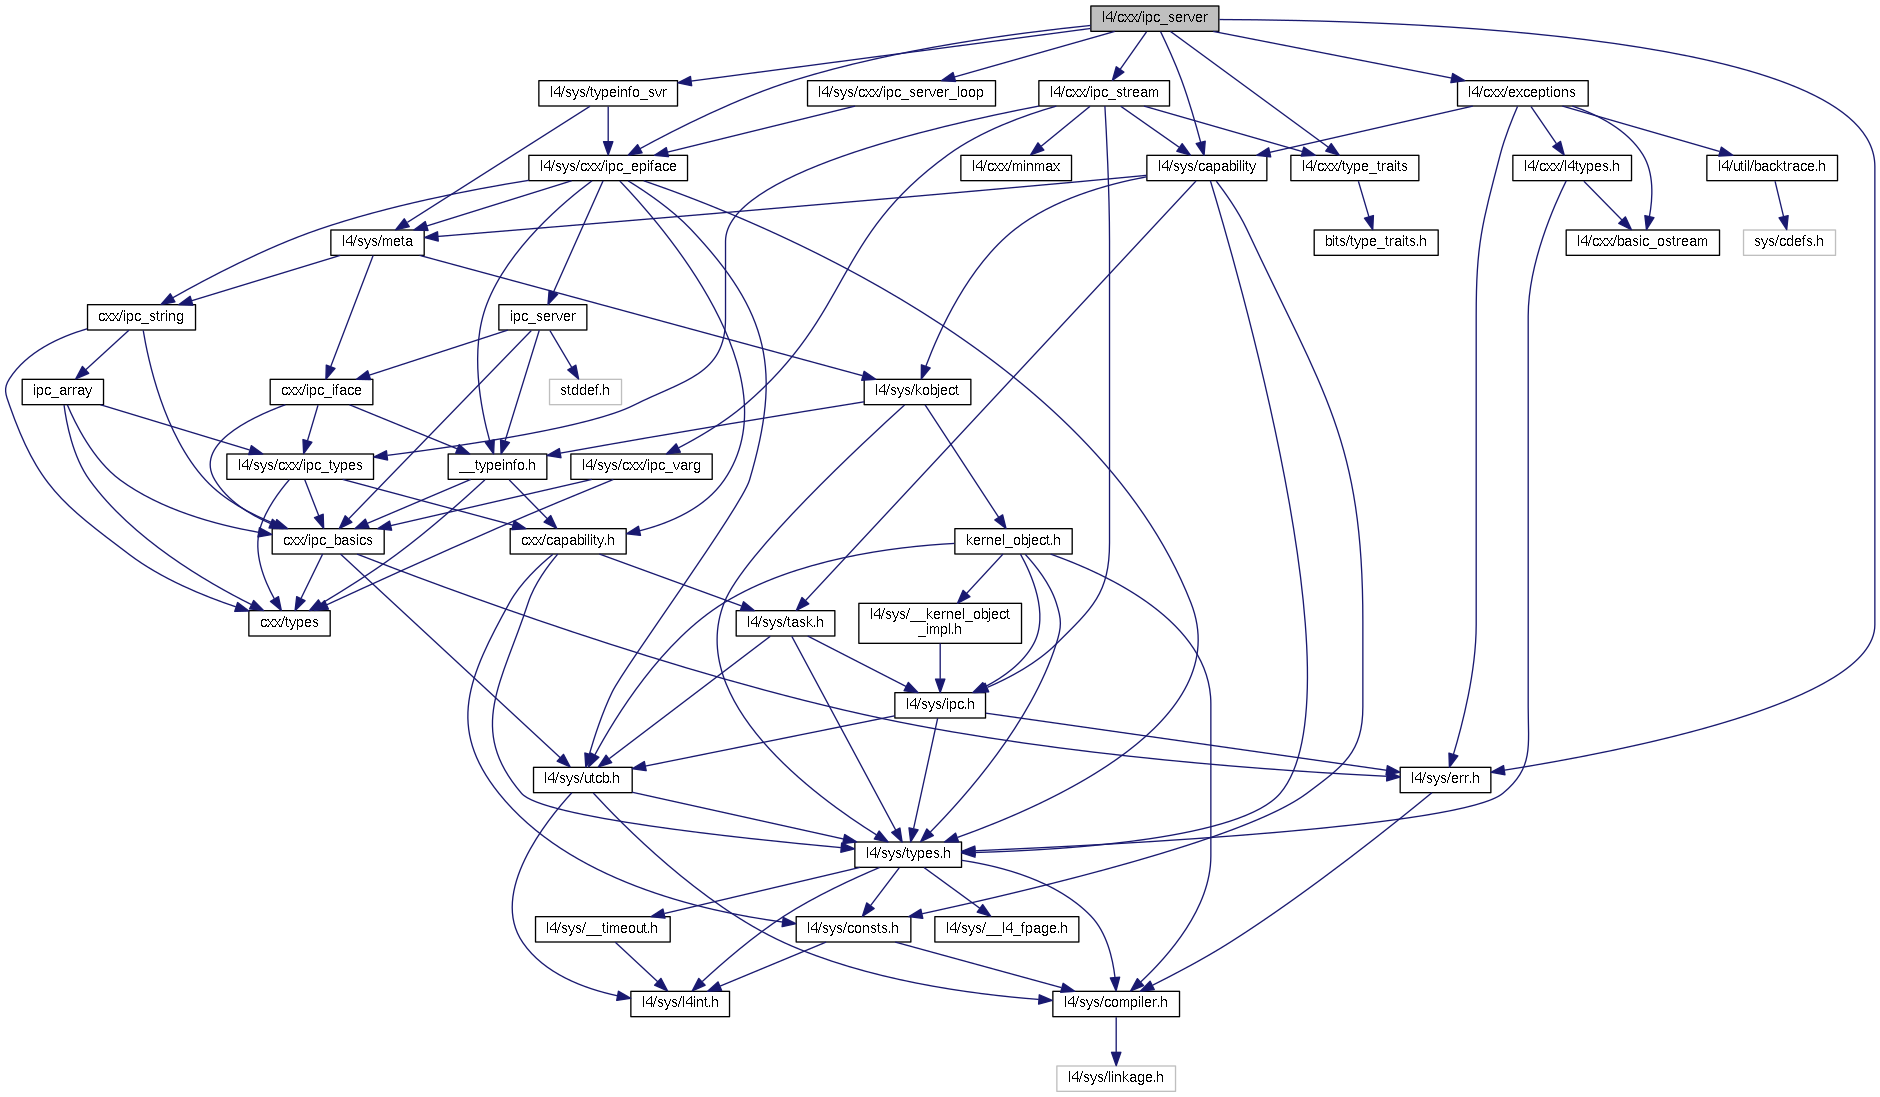 l4/cxx/ipc_server
l4/sys/typeinfo_svr
l4/sys/cxx/ipc_server_loop
l4/cxx/ipc_stream
l4/cxx/exceptions
l4/sys/cxx/ipc_epiface
l4/cxx/minmax
l4/sys/capability
l4/cxx/type_traits
l4/cxx/l4types.h
l4/util/backtrace.h
l4/sys/meta
bits/type_traits.h
l4/cxx/basic_ostream
sys/cdefs.h
cxx/ipc_string
ipc_server
ipc_array
cxx/ipc_iface
stddef.h
l4/sys/kobject
l4/sys/cxx/ipc_types
__typeinfo.h
l4/sys/cxx/ipc_varg
cxx/ipc_basics
cxx/capability.h
kernel_object.h
cxx/types
l4/sys/task.h
l4/sys/__kernel_object
_impl.h
l4/sys/ipc.h
l4/sys/utcb.h
l4/sys/err.h
l4/sys/types.h
l4/sys/__timeout.h
l4/sys/consts.h
l4/sys/__l4_fpage.h
l4/sys/l4int.h
l4/sys/compiler.h
l4/sys/linkage.h